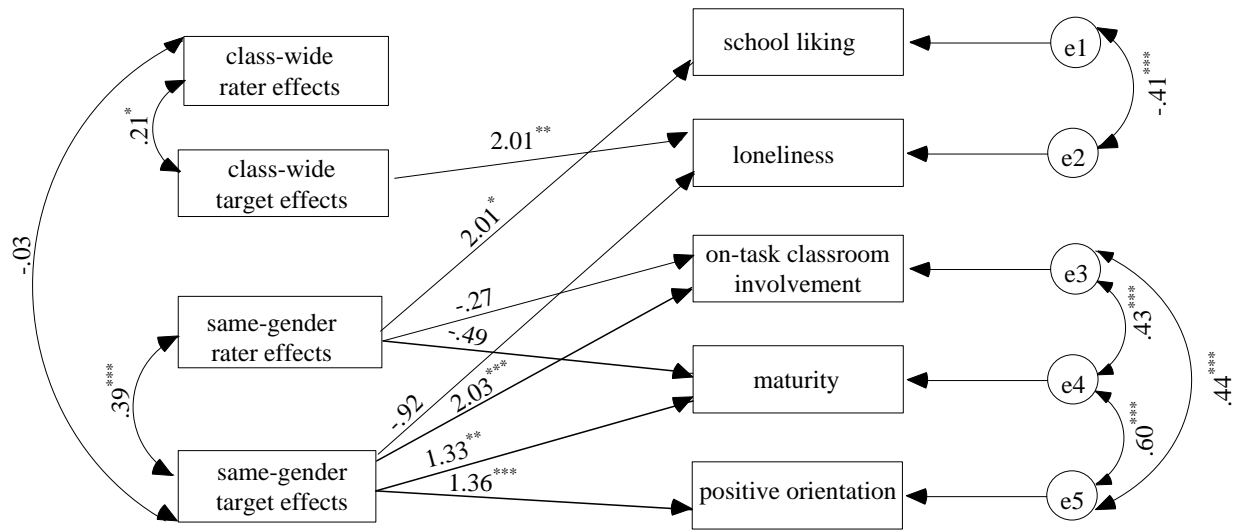 class-wide
rater effects
class-wide
target effects
same-gender
rater effects
same-gender
target effects
.21*
-.03
.39***
2.01**
2.01*
-.27
-.49
-.92
2.03***
1.33**
1.36***
school liking
loneliness
on-task classroom
involvement
maturity
positive orientation
e1
e2
e3
e4
e5
-.41***
.43***
.44***
.60***